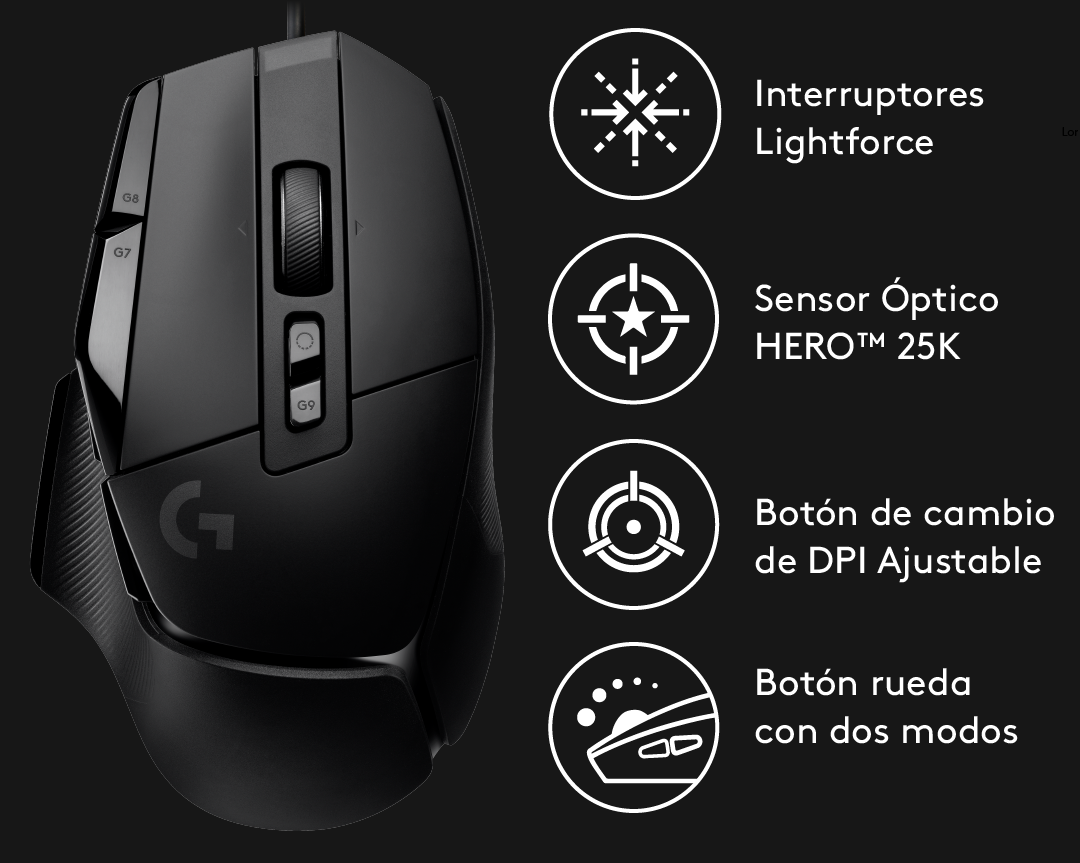 G8
G7
G9
Interruptores
Lightforce
Sensor Óptico
HERO™ 25K
Botón de cambio
de DPI Ajustable
Botón rueda
con dos modos